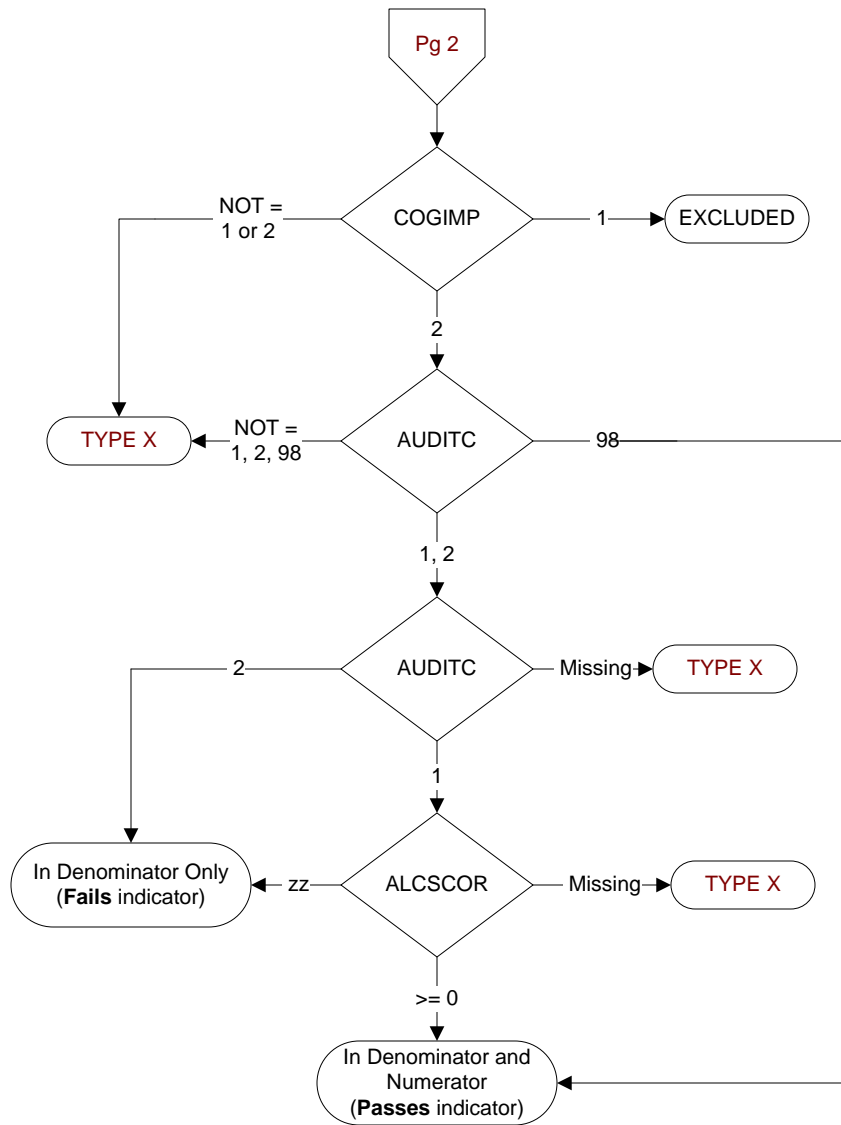 Pg 2
NOT =
1 or 2
COGIMP
1
EXCLUDED
2
TYPE X
NOT =
1, 2, 98
AUDITC
98
1, 2
2
AUDITC
Missing
TYPE X
1
In Denominator Only
(Fails indicator)
zz
ALCSCOR
Missing
TYPE X
>= 0
In Denominator and
Numerator
(Passes indicator)